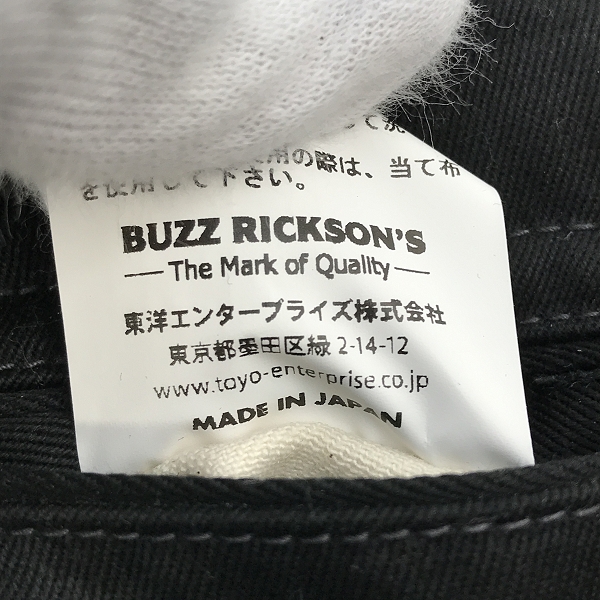 の際は、当て布
を使用して下さい。
BUZZ RICKSON'S
The Mark of Quality
東洋エンタープライズ株式会社
東京都墨田区緑 2-14-12
www.toyo-enterprise.co.jp
MADE IN JAPAN